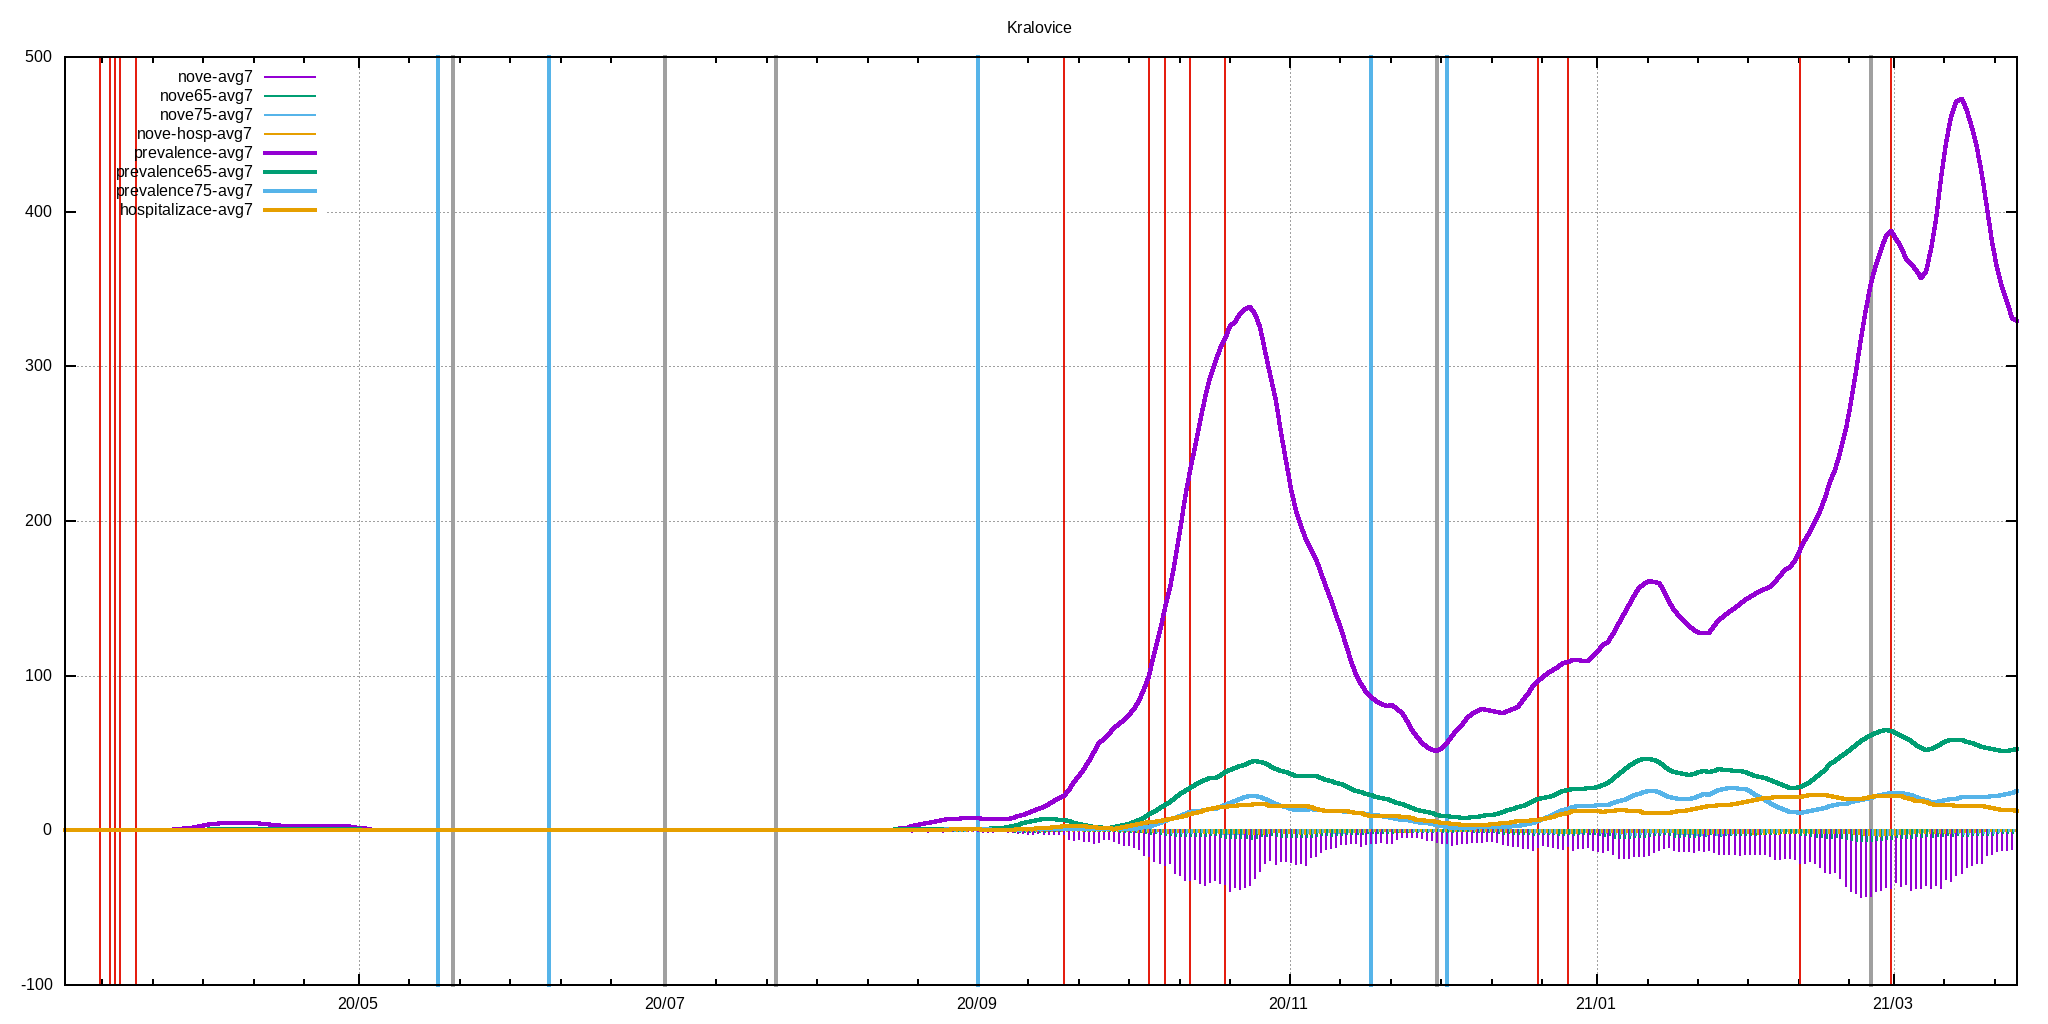 Kralovice
500
400
300
200
100
0
-100
nove-avg7
nove65-avg7
nove75-avg7
nove-hosp-avg7
prevalence-avg7
prevalence65-avg7
prevalence75-avg7
hospitalizace-avg7
20/05
20/07
20/09
20/11
21/01
21/03